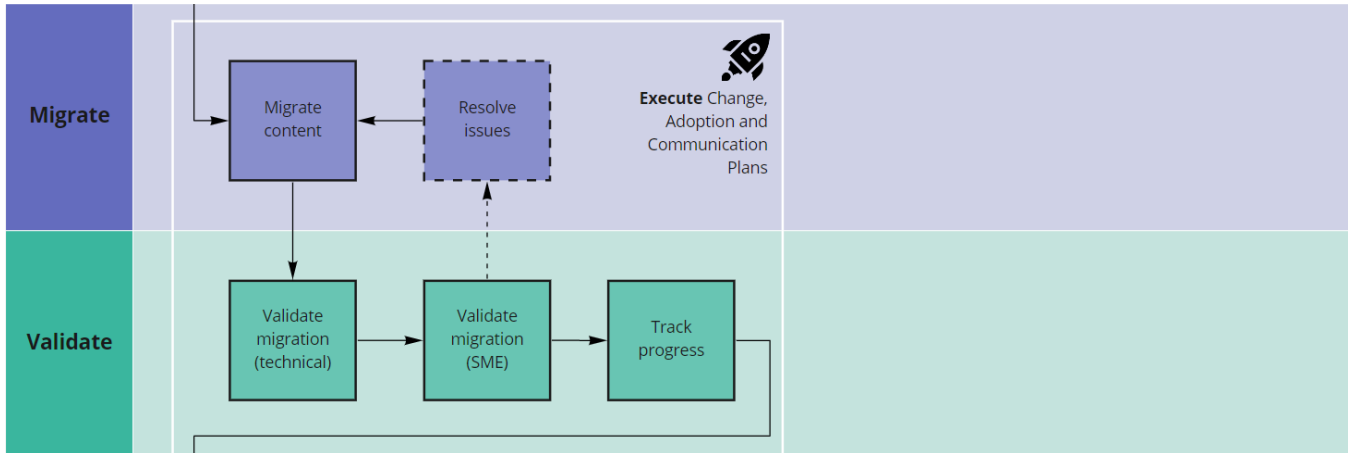 Migrate
Migrate
content
Resolve
issues
Execute Change,
Adoption and
Communication
Plans
Validate
Validate
migration
(technical)
Validate
migration
(SME)
Track
progress